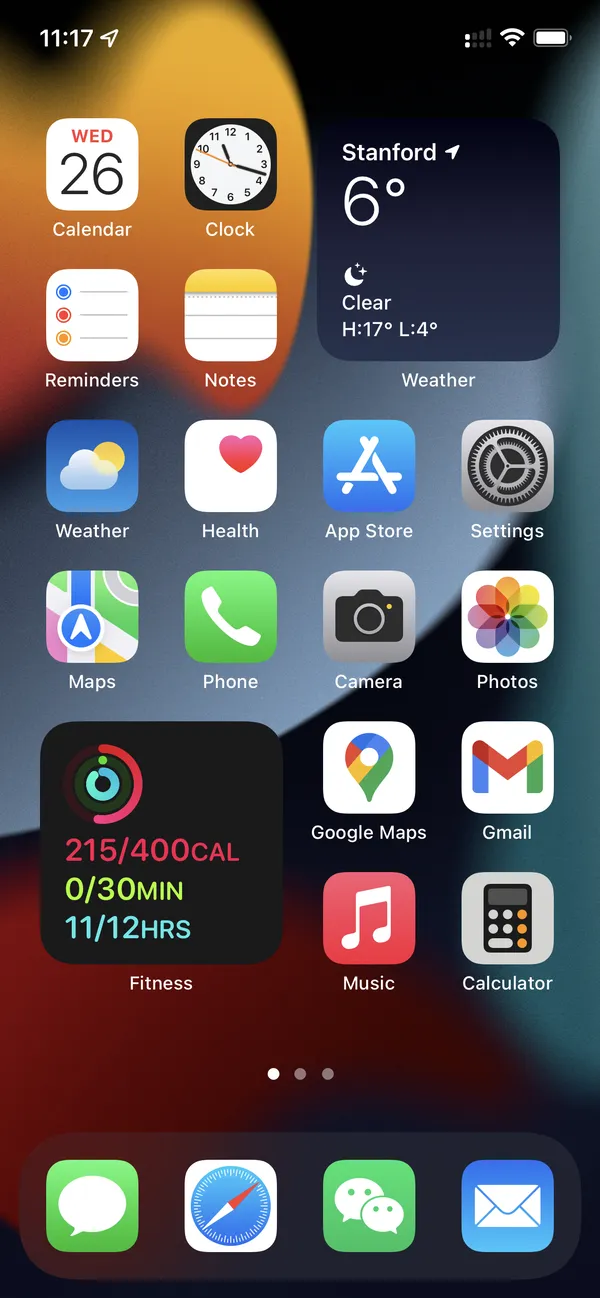 11:17
WED
26
Calendar
12
11 1
10 2
9 3
8 4
7 5
6
Clock
Stanford
6°
Clear
H:17° L:4°
Weather
Reminders
Notes
Weather
Health
App Store
Settings
Maps
Phone
Camera
Photos
215/400CAL
0/30MIN
11/12HRS
Fitness
Google Maps
Gmail
Music
Calculator